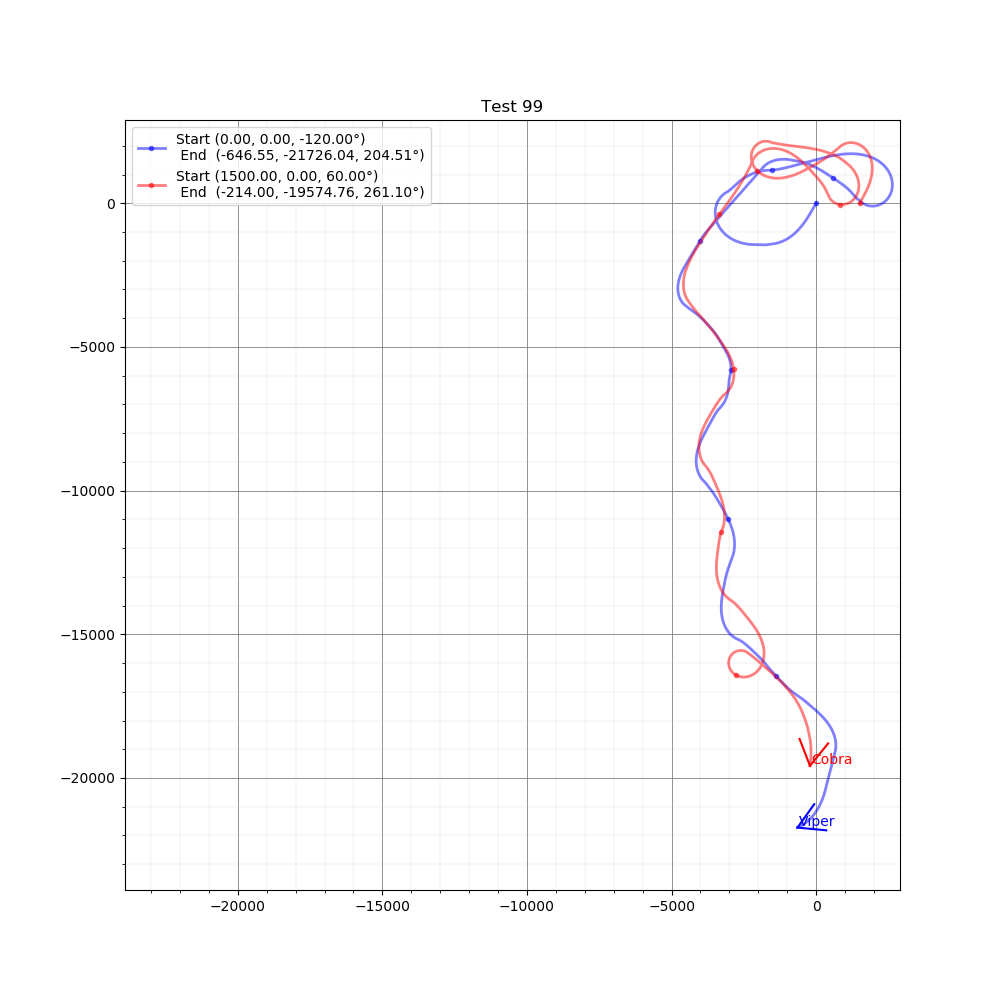 Test 99
Start (0.00, 0.00, -120.00°)
End (-646.55, -21726.04, 204.51°)
Start (1500.00, 0.00, 60.00°)
End (-214.00, -19574.76, 261.10°)
0
−5000
−10000
−15000
−20000
Cobra
Viper
−20000 −15000 −10000 −5000 0